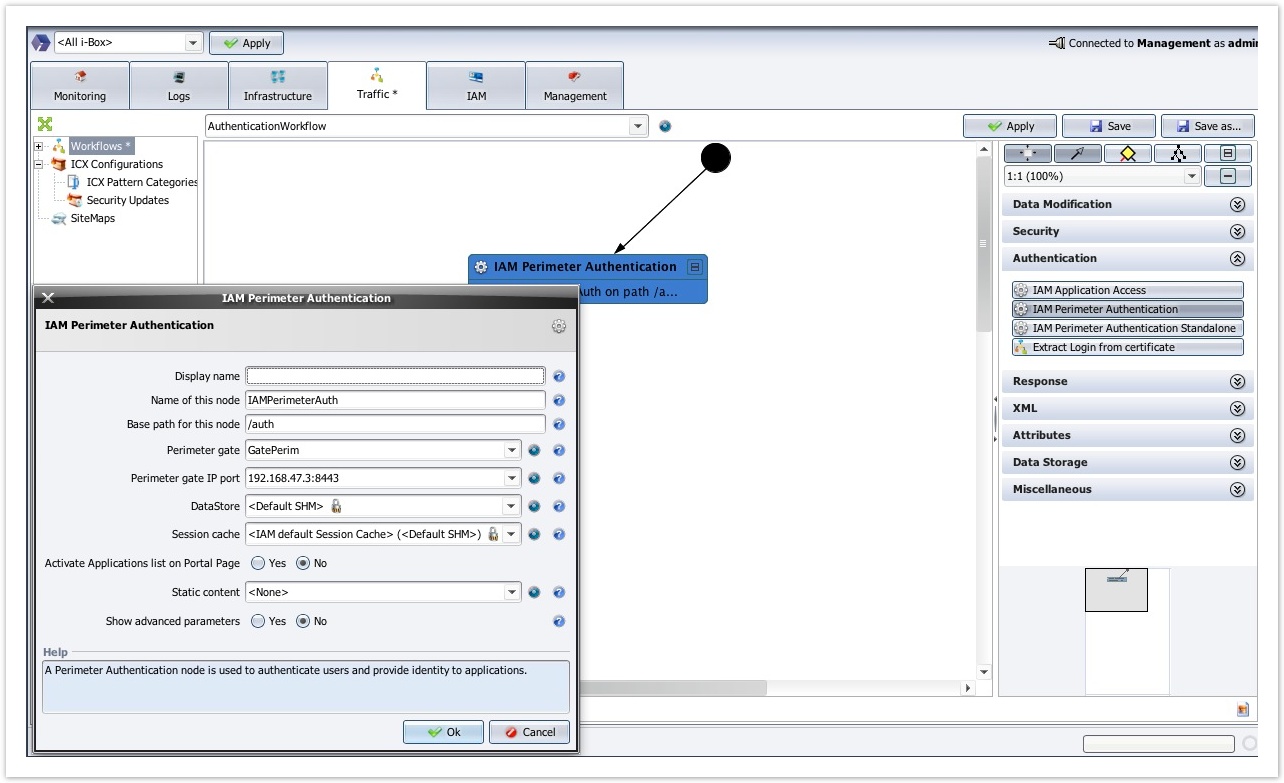 <All i-Box>
Apply
Connected to Management as admin
Monitoring
Logs
Infrastructure
Traffic *
IAM
Management
AuthenticationWorkflow
Apply
Save
Save as...
Workflows *
ICX Configurations
ICX Pattern Categories
Security Updates
SiteMaps
1:1 (100%)
Data Modification
Security
Authentication
IAM Application Access
IAM Perimeter Authentication
IAM Perimeter Authentication Standalone
Extract Login from certificate
Response
XML
Attributes
Data Storage
Miscellaneous
IAM Perimeter Authentication
Auth on path /a...
IAM Perimeter Authentication
IAM Perimeter Authentication
Display name
Name of this node IAMPerimeterAuth
Base path for this node /auth
Perimeter gate GatePerim
Perimeter gate IP port 192.168.47.3:8443
DataStore <Default SHM>
Session cache <IAM default Session Cache> (<Default SHM>)
Activate Applications list on Portal Page Yes No
Static content <None>
Show advanced parameters Yes No
Help
A Perimeter Authentication node is used to authenticate users and provide identity to applications.
Ok
Cancel